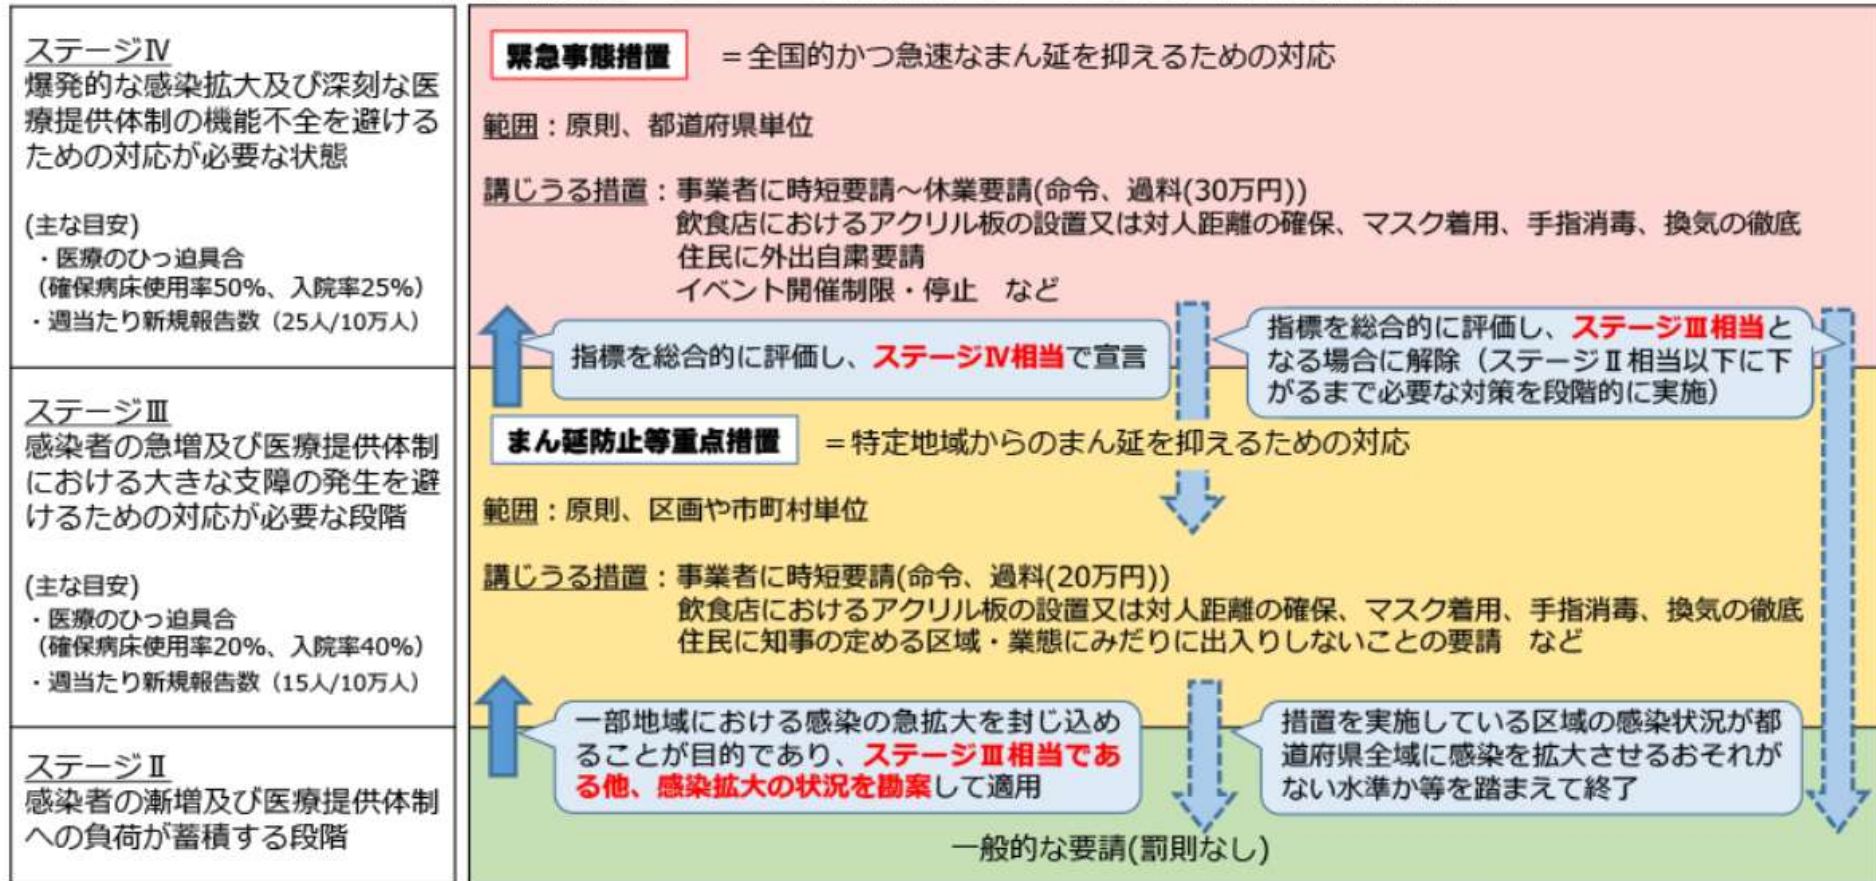 ステージⅣ
爆発的な感染拡大及び深刻な医
療提供体制の機能不全を避ける
ための対応が必要な状態
(主な目安)
・医療のひっ迫具合
（確保病床使用率50%、入院率25%）
・週当たり新規報告数（25人/10万人）
緊急事態措置 ＝全国的かつ急速なまん延を抑えるための対応
範囲：原則、都道府県単位
講じうる措置：事業者に時短要請～休業要請(命令、過料(30万円))
飲食店におけるアクリル板の設置又は対人距離の確保、マスク着用、手指消毒、換気の徹底
住民に外出自粛要請
イベント開催制限・停止　など
指標を総合的に評価し、ステージⅣ相当で宣言
指標を総合的に評価し、ステージⅢ相当と
なる場合に解除（ステージⅡ相当以下に下
がるまで必要な対策を段階的に実施）
ステージⅢ
感染者の急増及び医療提供体制
における大きな支障の発生を避
けるための対応が必要な段階
(主な目安)
・医療のひっ迫具合
（確保病床使用率20%、入院率40%）
・週当たり新規報告数（15人/10万人）
まん延防止等重点措置 ＝特定地域からのまん延を抑えるための対応
範囲：原則、区画や市町村単位
講じうる措置：事業者に時短要請(命令、過料(20万円))
飲食店におけるアクリル板の設置又は対人距離の確保、マスク着用、手指消毒、換気の徹底
住民に知事の定める区域・業態にみだりに出入りしないことの要請　など
一部地域における感染の急拡大を封じ込め
ることが目的であり、ステージⅢ相当であ
る他、感染拡大の状況を勘案して適用
措置を実施している区域の感染状況が都
道府県全域に感染を拡大させるおそれが
ない水準か等を踏まえて終了
ステージⅡ
感染者の漸増及び医療提供体制
への負荷が蓄積する段階
一般的な要請(罰則なし)